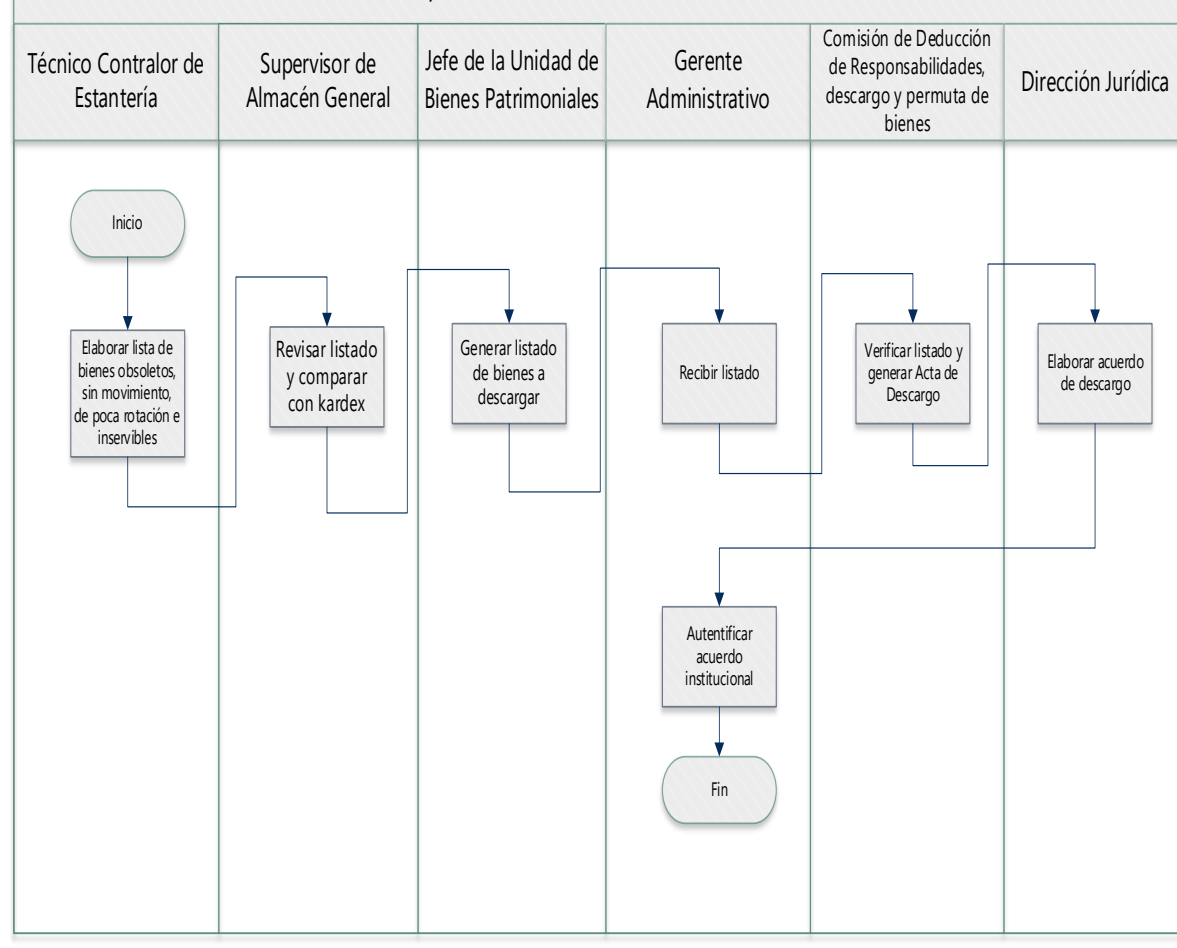 Técnico Contralor de
Estantería
Supervisor de
Almacén General
Jefe de la Unidad de
Bienes Patrimoniales
Gerente
Administrativo
Comisión de Deducción
de Responsabilidades,
descargo y permuta de
bienes
Dirección Jurídica
Inicio
Elaborar lista de
bienes obsoletos,
sin movimiento,
de poca rotación e
inservibles
Revisar listado
y comparar
con kardex
Generar listado
de bienes a
descargar
Recibir listado
Verificar listado y
generar Acta de
Descargo
Elaborar acuerdo
de descargo
Autentificar
acuerdo
institucional
Fin